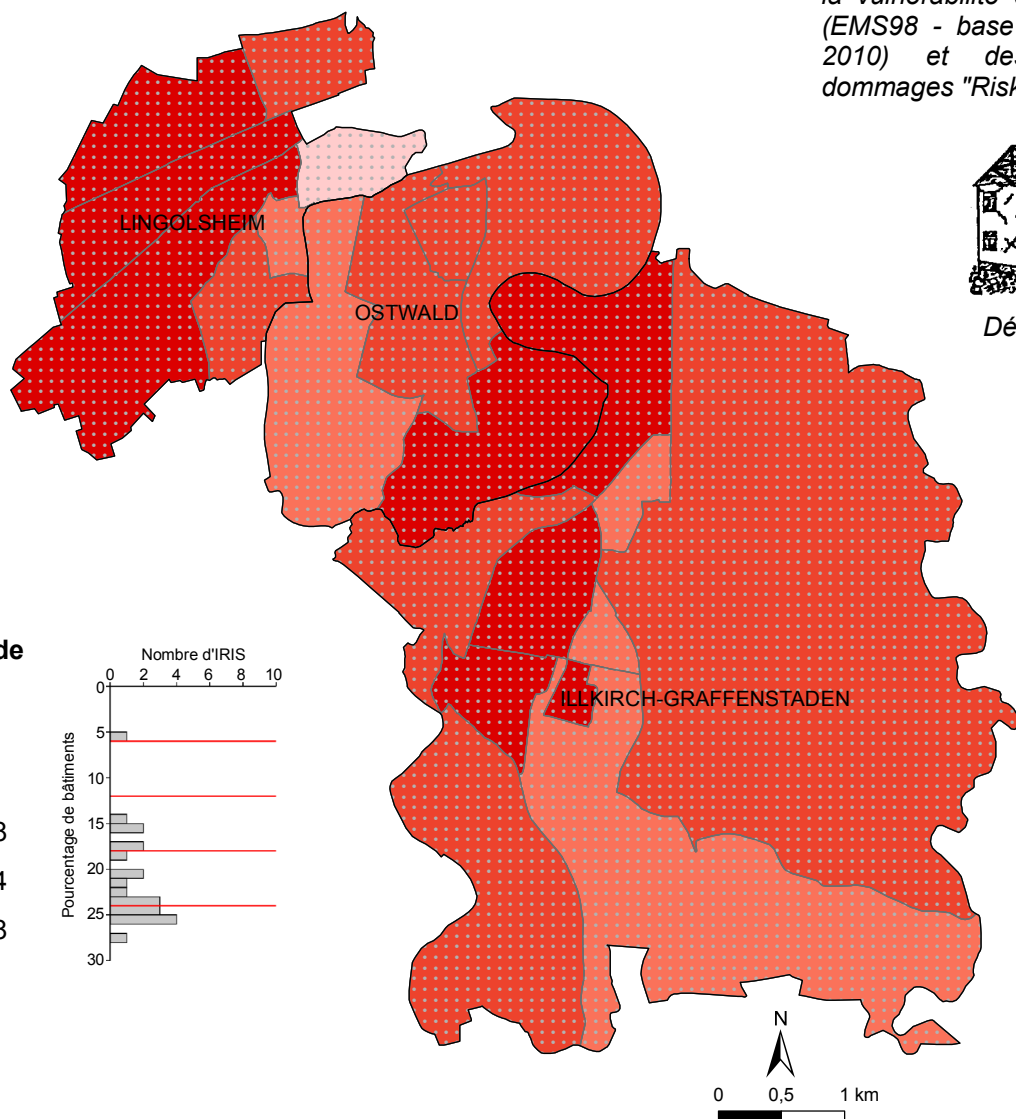 la vulnérabilité
(EMS98 - base
2010) et des
dommages "Risk
LINGOLSHEIM
OSTWALD
Dé
de
Nombre d'IRIS
0 2 4 6 8 10
0
5
10
15
20
25
30
Pourcentage de bâtiments
3
4
3
ILLKIRCH-GRAFFENSTADEN
N
0 0,5 1 km